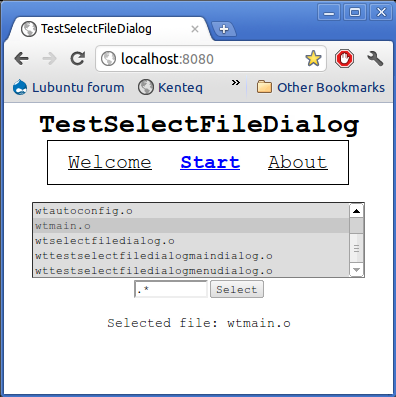 TestSelectFileDialog
localhost:8080
Lubuntu forum Kenteq » Other Bookmarks
TestSelectFileDialog
Welcome Start About
wtautoconfig.o
wtmain.o
wtselectfiledialog.o
wttestselectfiledialogmaindialog.o
wttestselectfiledialogmenudialog.o
.* Select
Selected file: wtmain.o